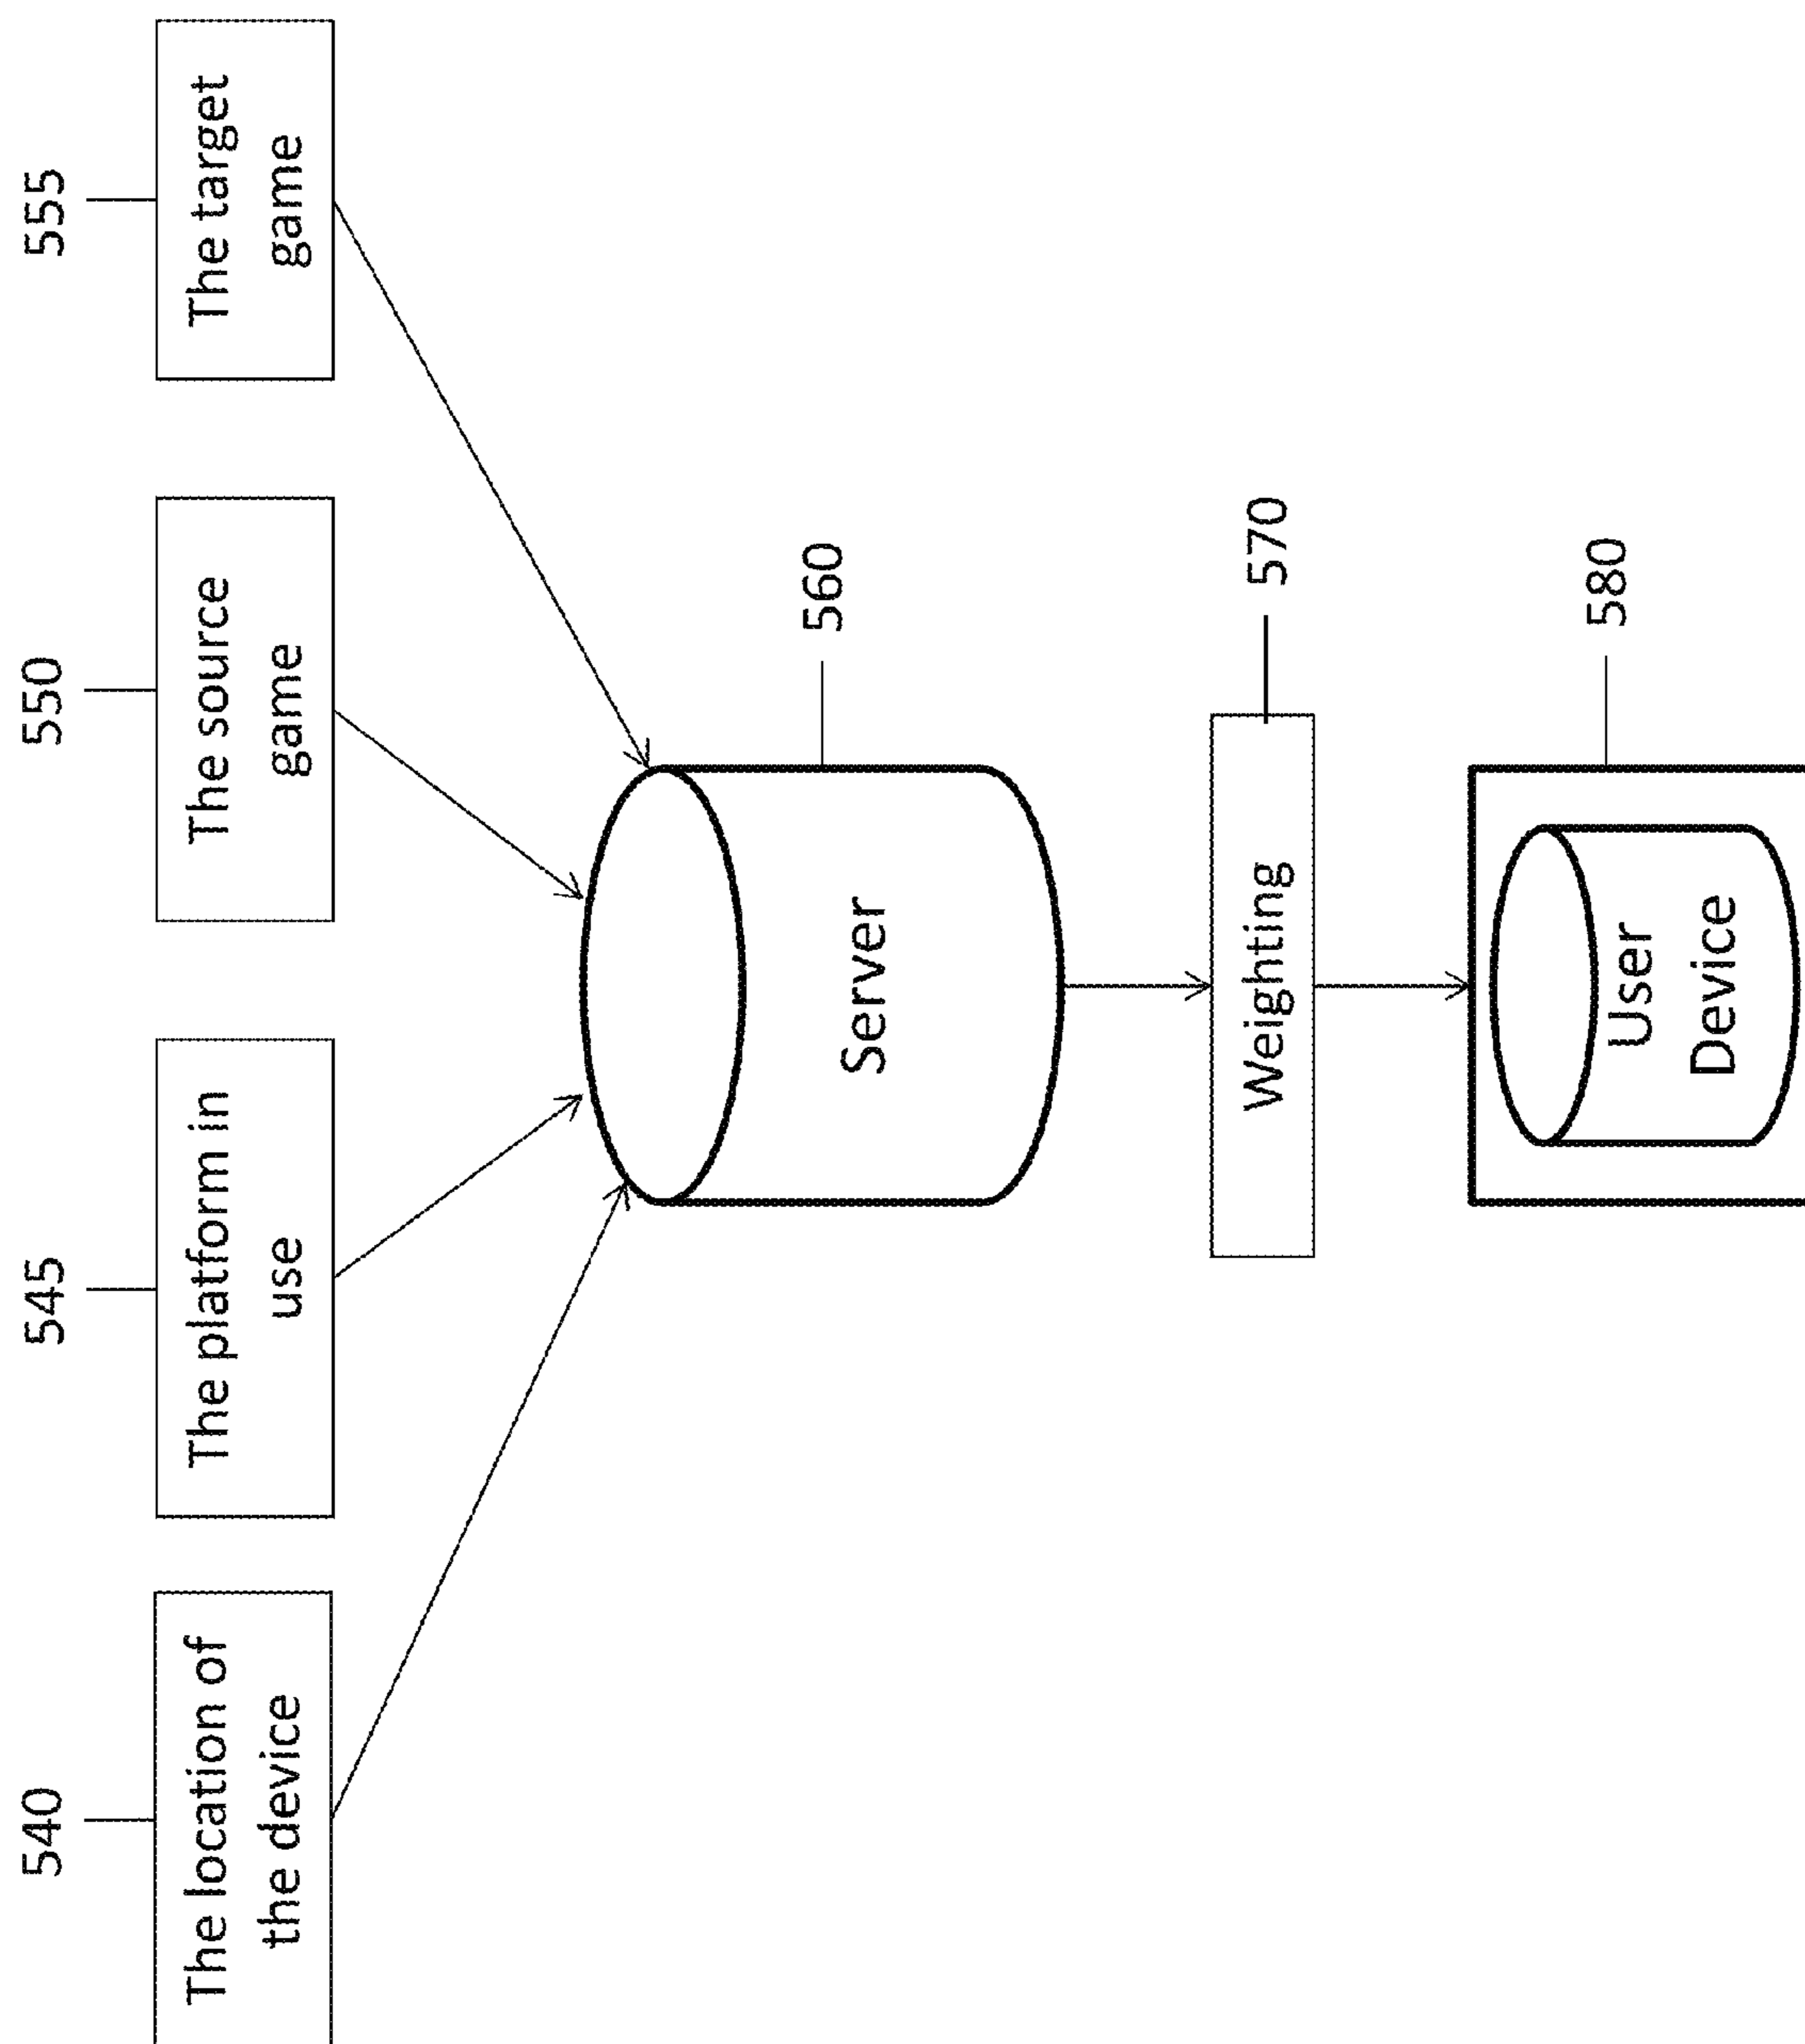 540
545
550
555
The location of
the device
The platform in
use
The source
game
The target
game
Server
560
Weighting
570
User
Device
580